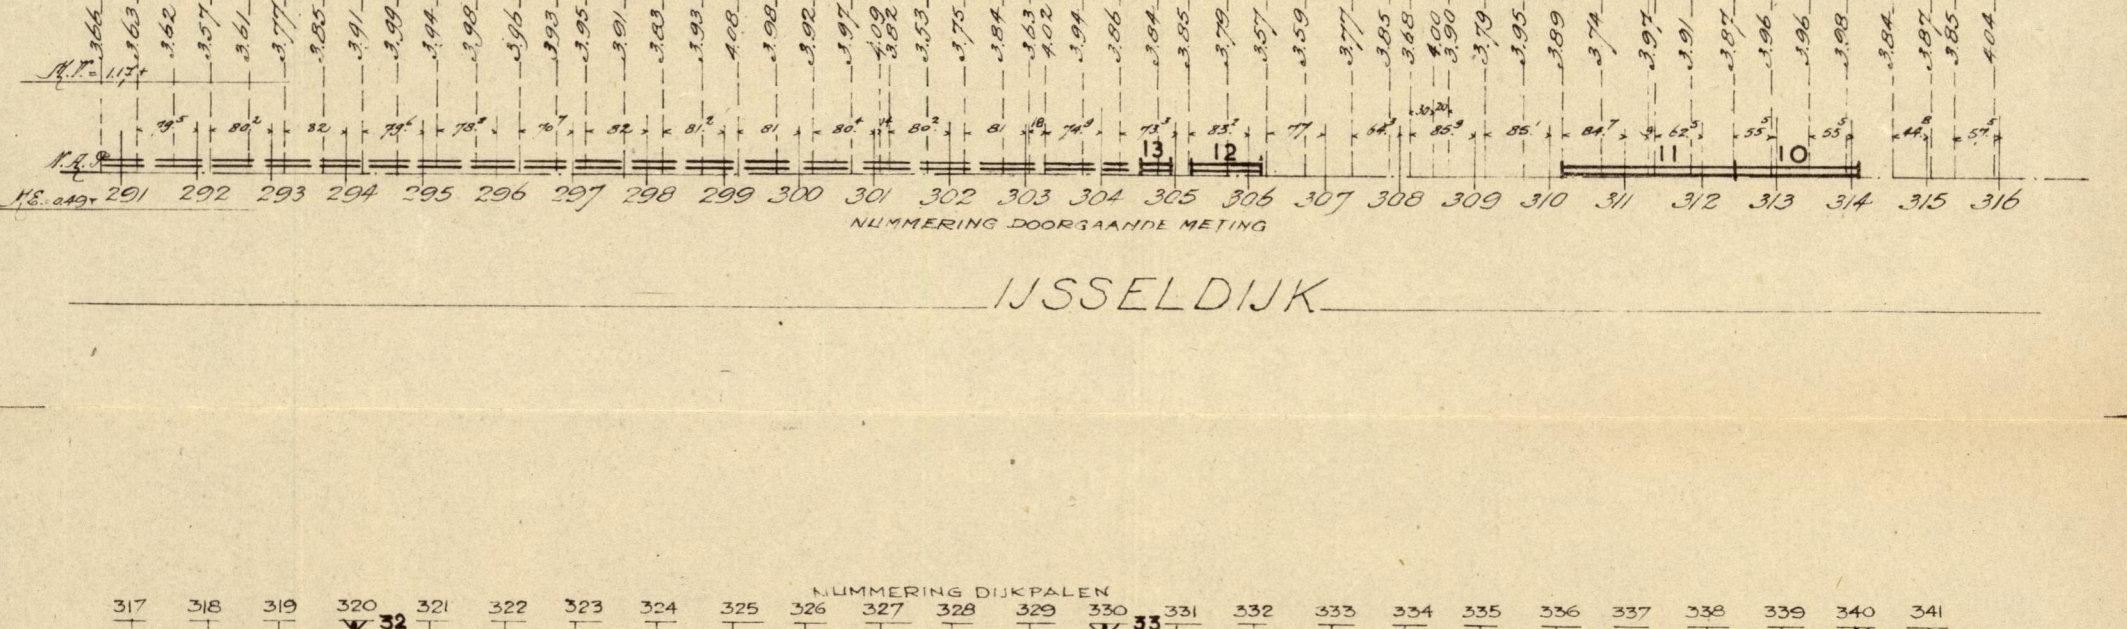 3.66 3.63 3.62 3.57 3.61 3.77 3.85 3.91 3.99 3.94 3.98 3.96 3.93 3.95 3.91 3.83 3.93 4.08 3.98 3.92 3.97 4.09 3.82 3.53 3.75 3.84 3.63 4.02 3.94 3.86 3.84 3.85 3.79 3.57 3.59 3.77 3.85 3.68 4.00 3.90 3.79 3.95 3.89 3.74 3.97 3.91 3.87 3.96 3.96 3.98 3.84 3.87 3.85 4.04
= 1.17+
30 20
79.5 80.2 82 79.6 78.8 76.7 82 81.2 81 80.4 14 80.2 81 18 74.9 73.3 83.2 77 64.3 85.9 85.1 84.7 9 62.5 55.5 55.5 44.8 57.5
N.A.P. 13 12 11 10
0.49+ 291 292 293 294 295 296 297 298 299 300 301 302 303 304 305 306 307 308 309 310 311 312 313 314 315 316
NUMMERING DOORGAANDE METING
IJSSELDIJK
NUMMERING DIJKPALEN
317 318 319 320 321 322 323 324 325 326 327 328 329 330 331 332 333 334 335 336 337 338 339 340 341
32 33